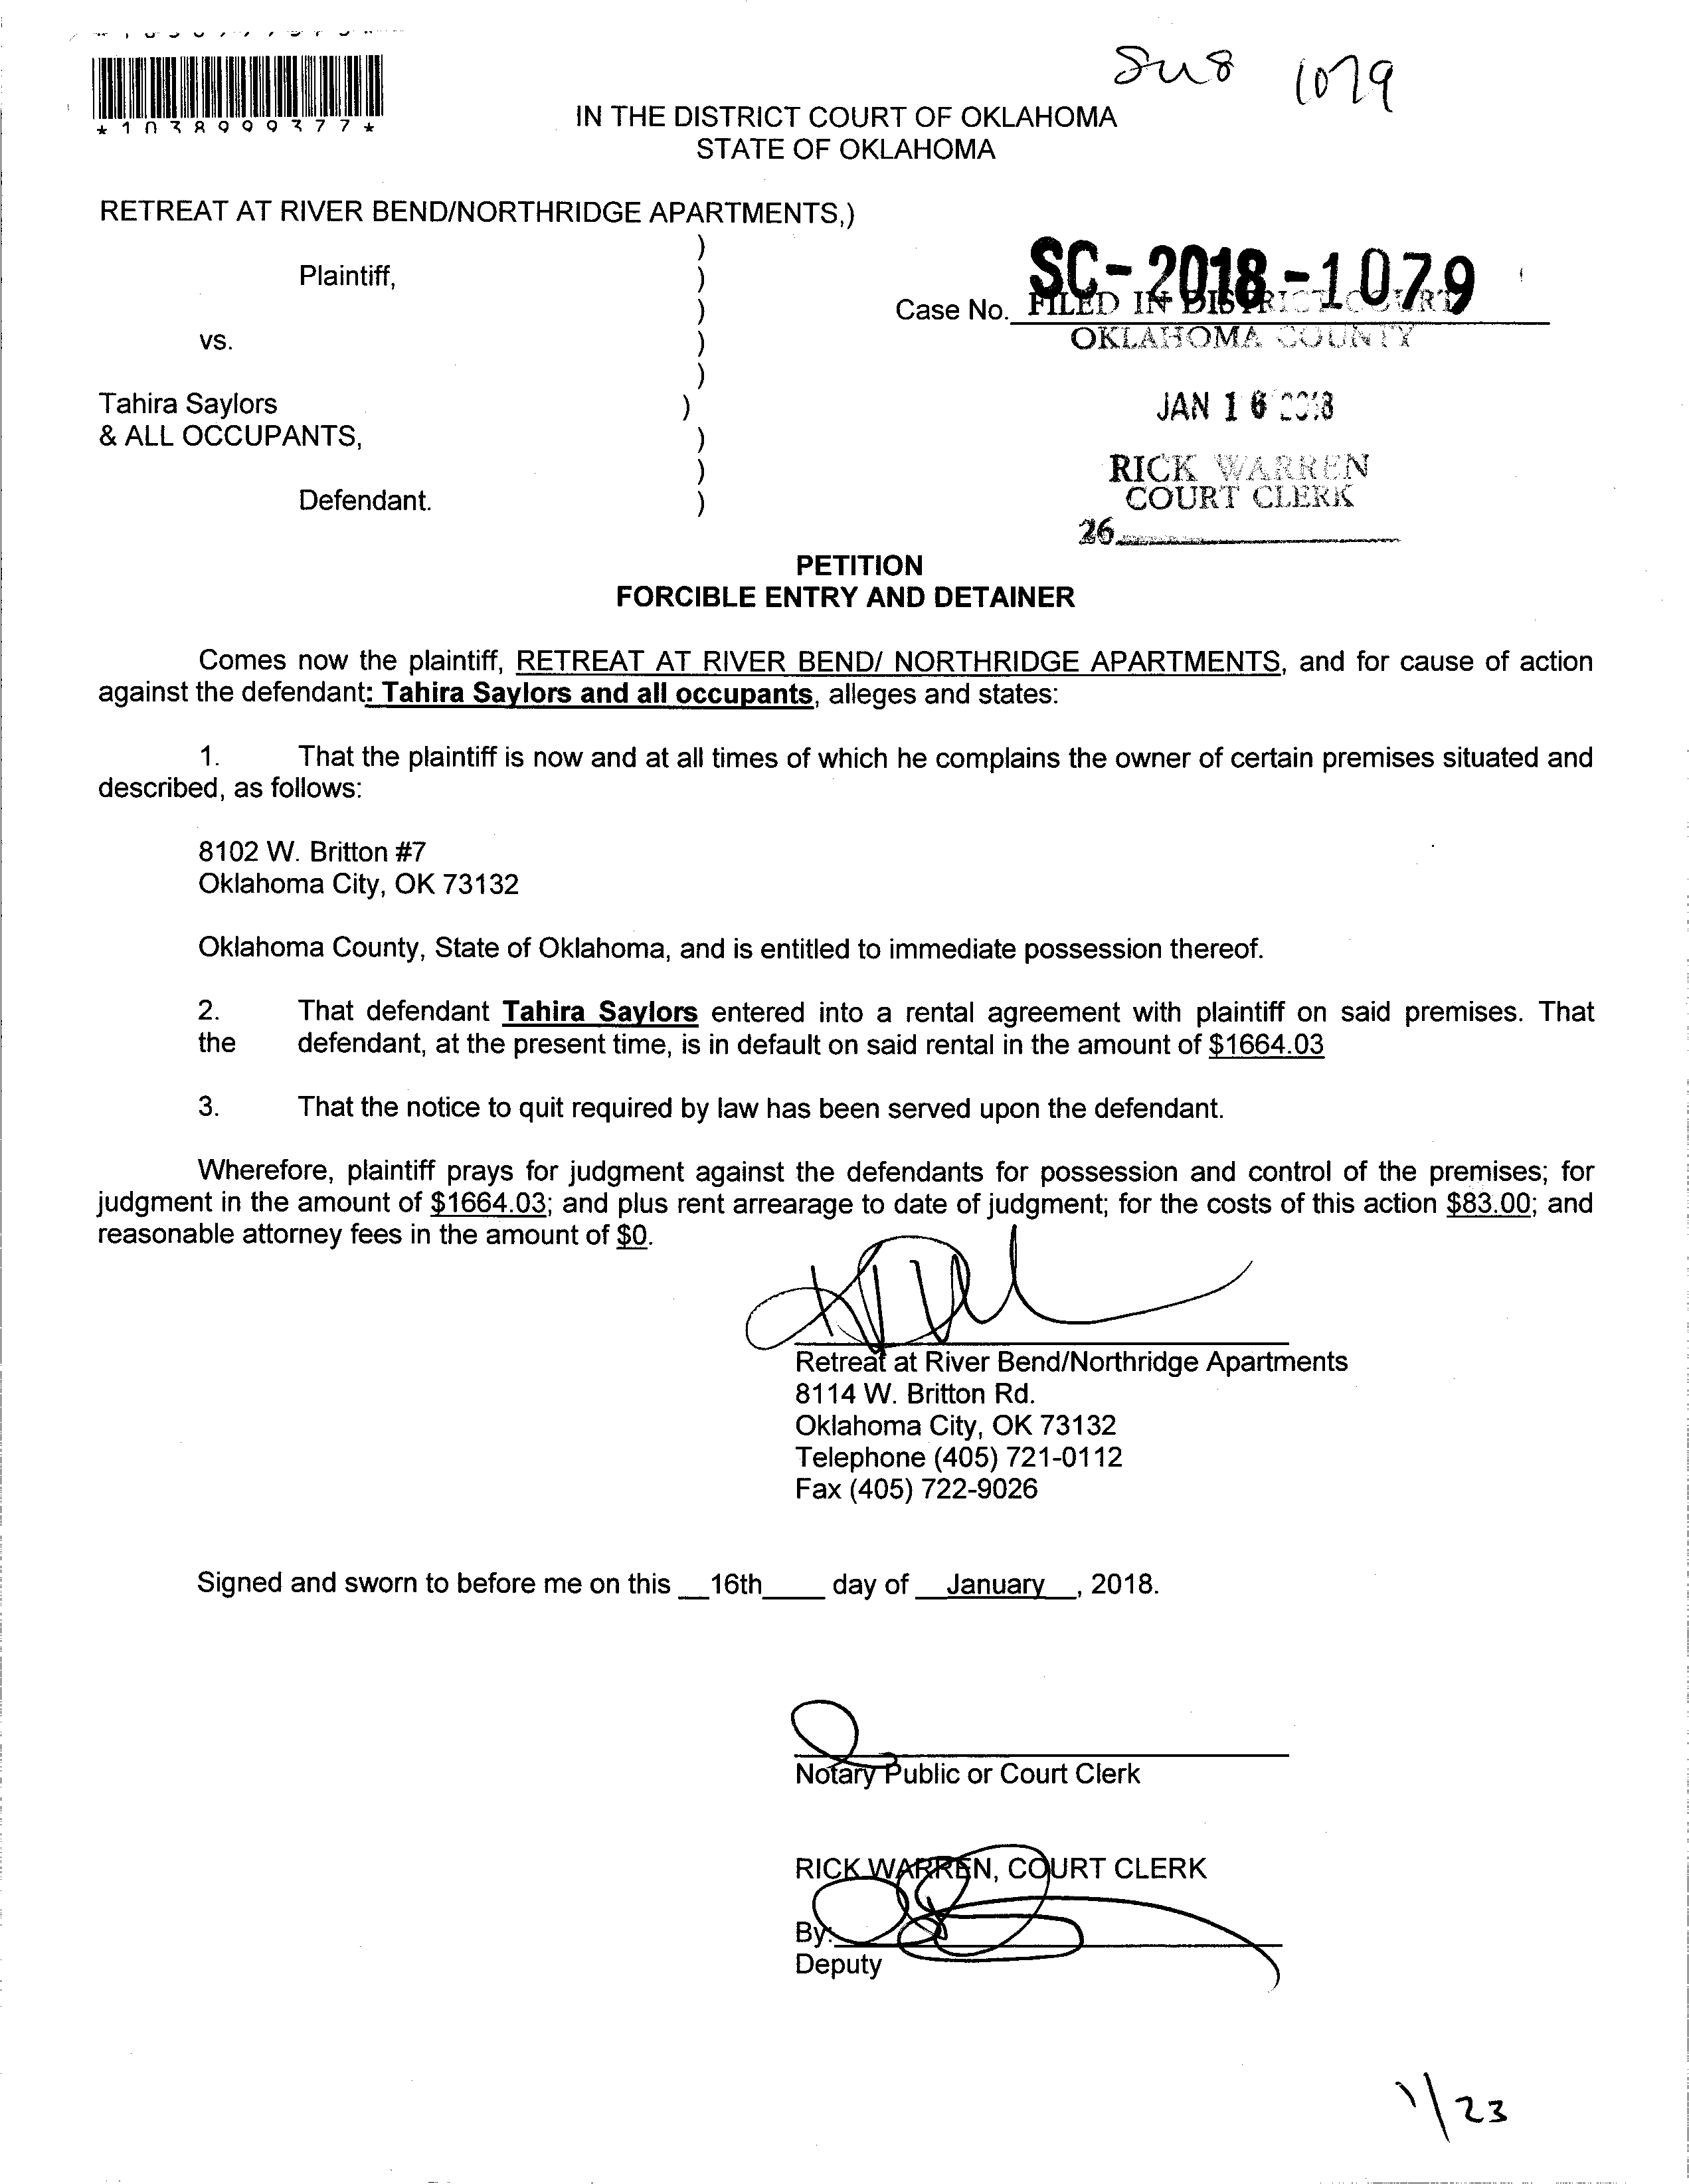 1079
*1038999377*
IN THE DISTRICT COURT OF OKLAHOMA
STATE OF OKLAHOMA
RETREAT AT RIVER BEND/NORTHRIDGE APARTMENTS,)
)
Plaintiff, )
Case No. SC-2018-1079
)
FILED IN DISTRICT COURT
OKLAHOMA COUNTY
vs. )
)
Tahira Saylors )
JAN 16 2018
& ALL OCCUPANTS, )
)
RICK WARREN
COURT CLERK
Defendant. )
26
PETITION
FORCIBLE ENTRY AND DETAINER
Comes now the plaintiff, RETREAT AT RIVER BEND/ NORTHRIDGE APARTMENTS, and for cause of action
against the defendant: Tahira Saylors and all occupants, alleges and states:
1. That the plaintiff is now and at all times of which he complains the owner of certain premises situated and
described, as follows:
8102 W. Britton #7
Oklahoma City, OK 73132
Oklahoma County, State of Oklahoma, and is entitled to immediate possession thereof.
2. That defendant Tahira Saylors entered into a rental agreement with plaintiff on said premises. That
the defendant, at the present time, is in default on said rental in the amount of $1664.03
3. That the notice to quit required by law has been served upon the defendant.
Wherefore, plaintiff prays for judgment against the defendants for possession and control of the premises; for
judgment in the amount of $1664.03; and plus rent arrearage to date of judgment; for the costs of this action $83.00; and
reasonable attorney fees in the amount of $0.
Retreat at River Bend/Northridge Apartments
8114 W. Britton Rd.
Oklahoma City, OK 73132
Telephone (405) 721-0112
Fax (405) 722-9026
Signed and sworn to before me on this __16th____ day of __January__, 2018.
Notary Public or Court Clerk
RICK WARREN, COURT CLERK
By:
Deputy
1/23